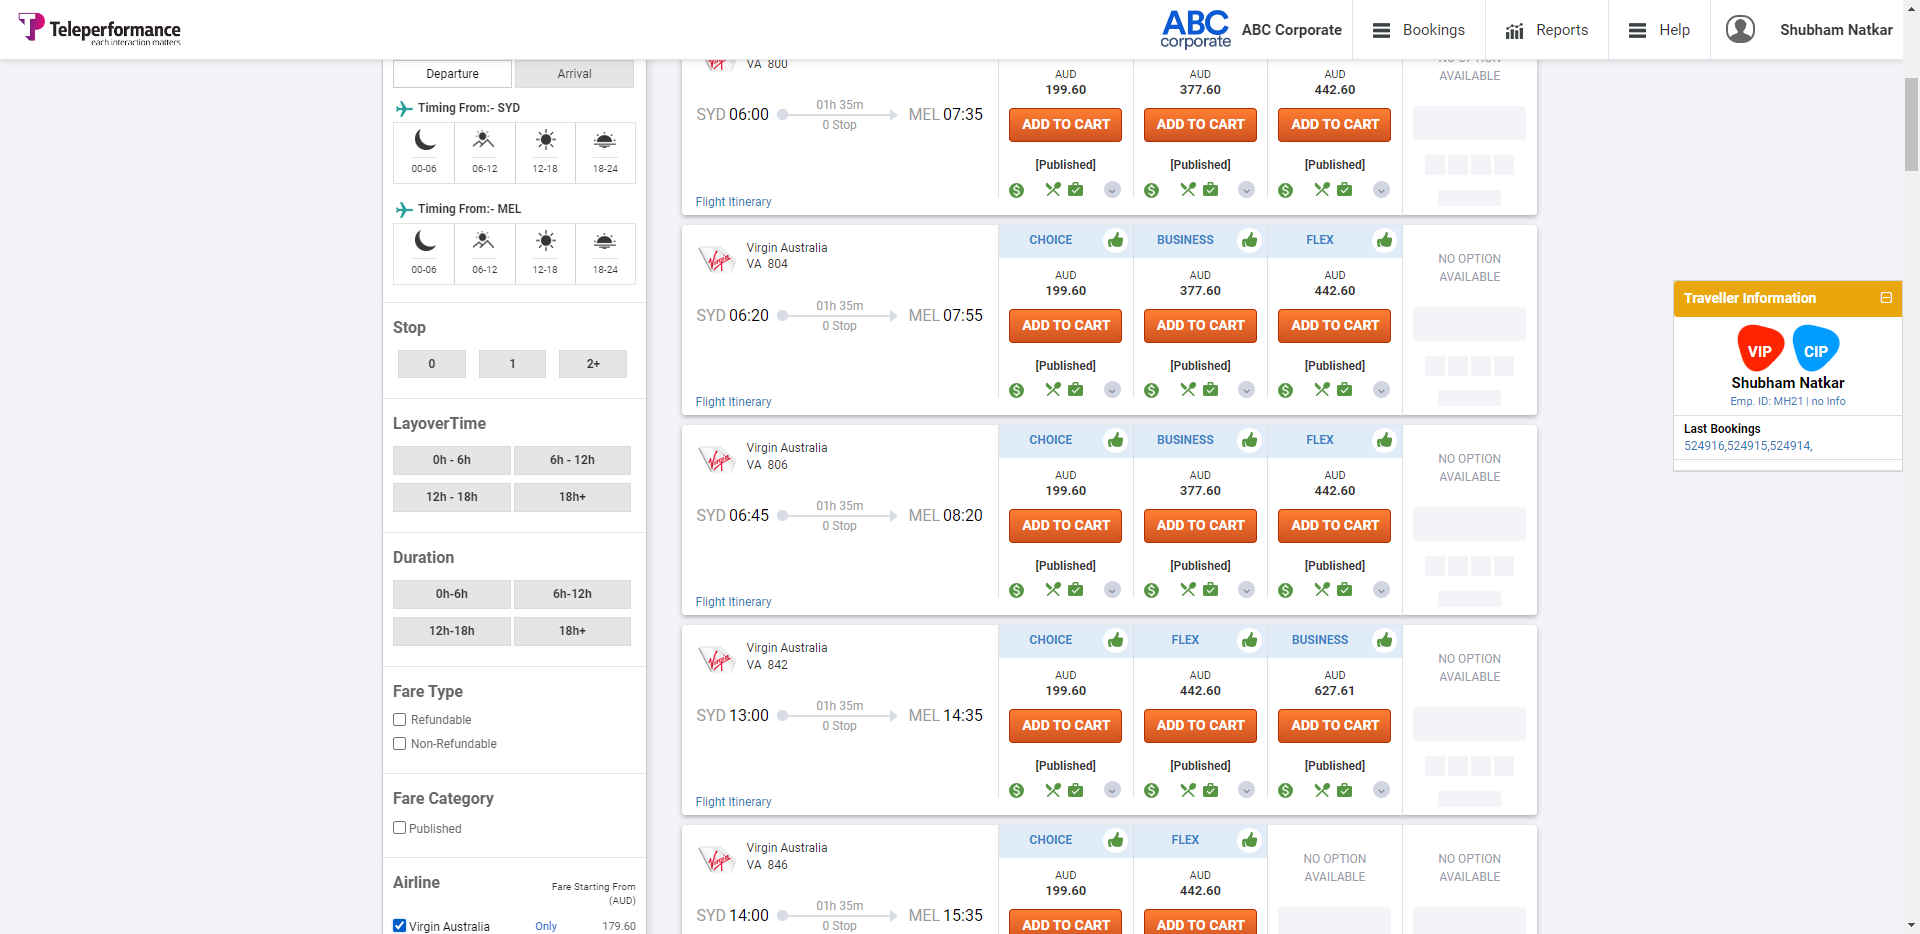 Teleperformance
each interaction matters
ABC
corporate
ABC Corporate
Bookings
Reports
Help
Shubham Natkar
Departure
Arrival
Timing From:- SYD
00-06
06-12
12-18
18-24
Timing From:- MEL
00-06
06-12
12-18
18-24
Stop
0
1
2+
LayoverTime
0h - 6h
6h - 12h
12h - 18h
18h+
Duration
0h-6h
6h-12h
12h-18h
18h+
Fare Type
Refundable
Non-Refundable
Fare Category
Published
Airline
Fare Starting From
(AUD)
Virgin Australia
Only
179.60
VA 800
SYD 06:00
01h 35m
0 Stop
MEL 07:35
Flight Itinerary
AUD
199.60
ADD TO CART
[Published]
AUD
377.60
ADD TO CART
[Published]
AUD
442.60
ADD TO CART
[Published]
NO OPTION
AVAILABLE
Virgin
Virgin Australia
VA 804
SYD 06:20
01h 35m
0 Stop
MEL 07:55
Flight Itinerary
CHOICE
AUD
199.60
ADD TO CART
[Published]
BUSINESS
AUD
377.60
ADD TO CART
[Published]
FLEX
AUD
442.60
ADD TO CART
[Published]
NO OPTION
AVAILABLE
Virgin
Virgin Australia
VA 806
SYD 06:45
01h 35m
0 Stop
MEL 08:20
Flight Itinerary
CHOICE
AUD
199.60
ADD TO CART
[Published]
BUSINESS
AUD
377.60
ADD TO CART
[Published]
FLEX
AUD
442.60
ADD TO CART
[Published]
NO OPTION
AVAILABLE
Virgin
Virgin Australia
VA 842
SYD 13:00
01h 35m
0 Stop
MEL 14:35
Flight Itinerary
CHOICE
AUD
199.60
ADD TO CART
[Published]
FLEX
AUD
442.60
ADD TO CART
[Published]
BUSINESS
AUD
627.61
ADD TO CART
[Published]
NO OPTION
AVAILABLE
Virgin
Virgin Australia
VA 846
SYD 14:00
01h 35m
0 Stop
MEL 15:35
CHOICE
AUD
199.60
ADD TO CART
FLEX
AUD
442.60
ADD TO CART
NO OPTION
AVAILABLE
NO OPTION
AVAILABLE
Traveller Information
VIP
CIP
Shubham Natkar
Emp. ID: MH21 | no Info
Last Bookings
524916,524915,524914,